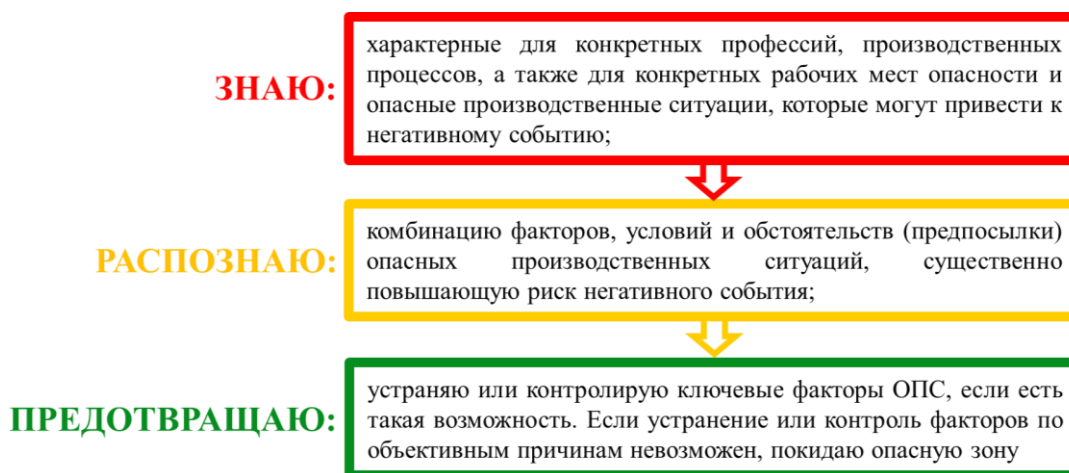 ЗНАЮ:
характерные для конкретных профессий, производственных
процессов, а также для конкретных рабочих мест опасности и
опасные производственные ситуации, которые могут привести к
негативному событию;
РАСПОЗНАЮ:
комбинацию факторов, условий и обстоятельств (предпосылки)
опасных производственных ситуаций, существенно
повышающую риск негативного события;
ПРЕДОТВРАЩАЮ:
устраняю или контролирую ключевые факторы ОПС, если есть
такая возможность. Если устранение или контроль факторов по
объективным причинам невозможен, покидаю опасную зону